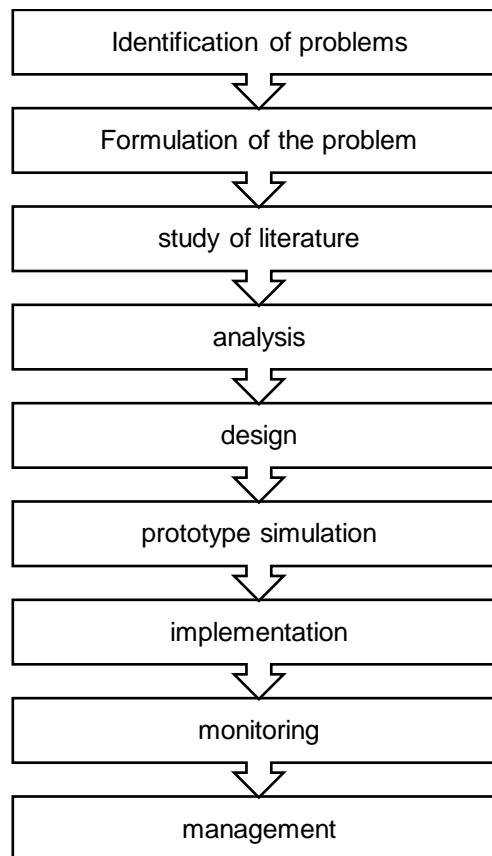 Identification of problems
Formulation of the problem
study of literature
analysis
design
prototype simulation
implementation
monitoring
management